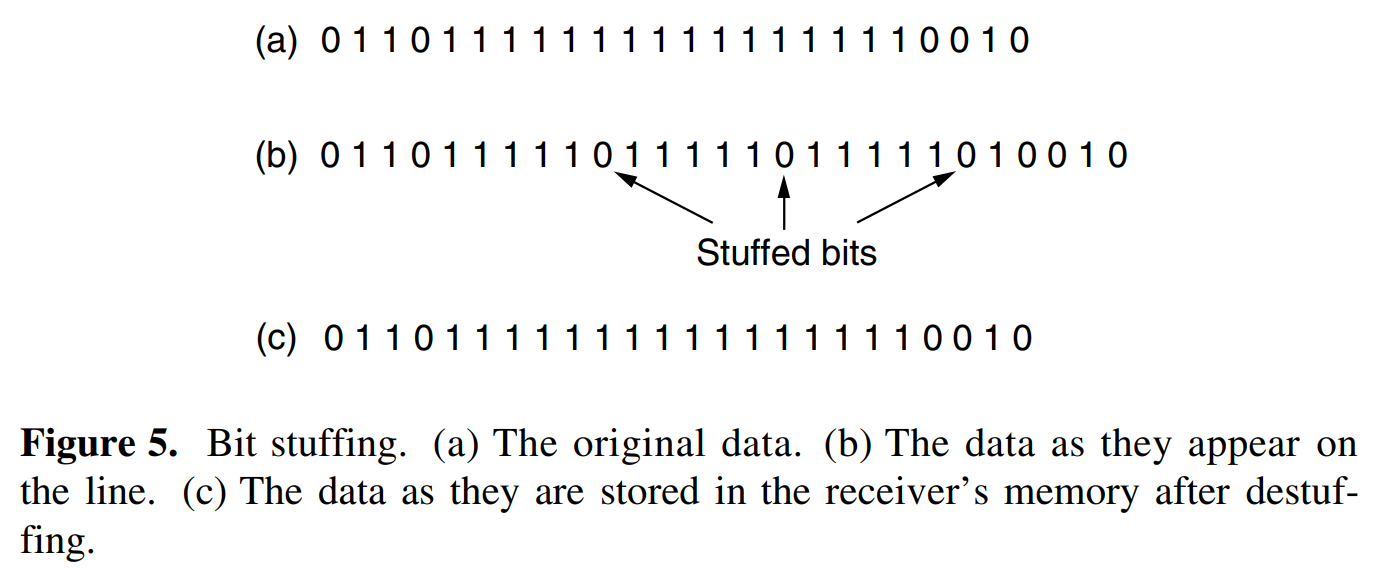 (a) 0 1 1 0 1 1 1 1 1 1 1 1 1 1 1 1 1 1 1 1 0 0 1 0
(b) 0 1 1 0 1 1 1 1 1 0 1 1 1 1 1 0 1 1 1 1 1 0 1 0 0 1 0
Stuffed bits
(c) 0 1 1 0 1 1 1 1 1 1 1 1 1 1 1 1 1 1 1 1 0 0 1 0
Figure 5. Bit stuffing. (a) The original data. (b) The data as they appear on
the line. (c) The data as they are stored in the receiver’s memory after destuf-
fing.